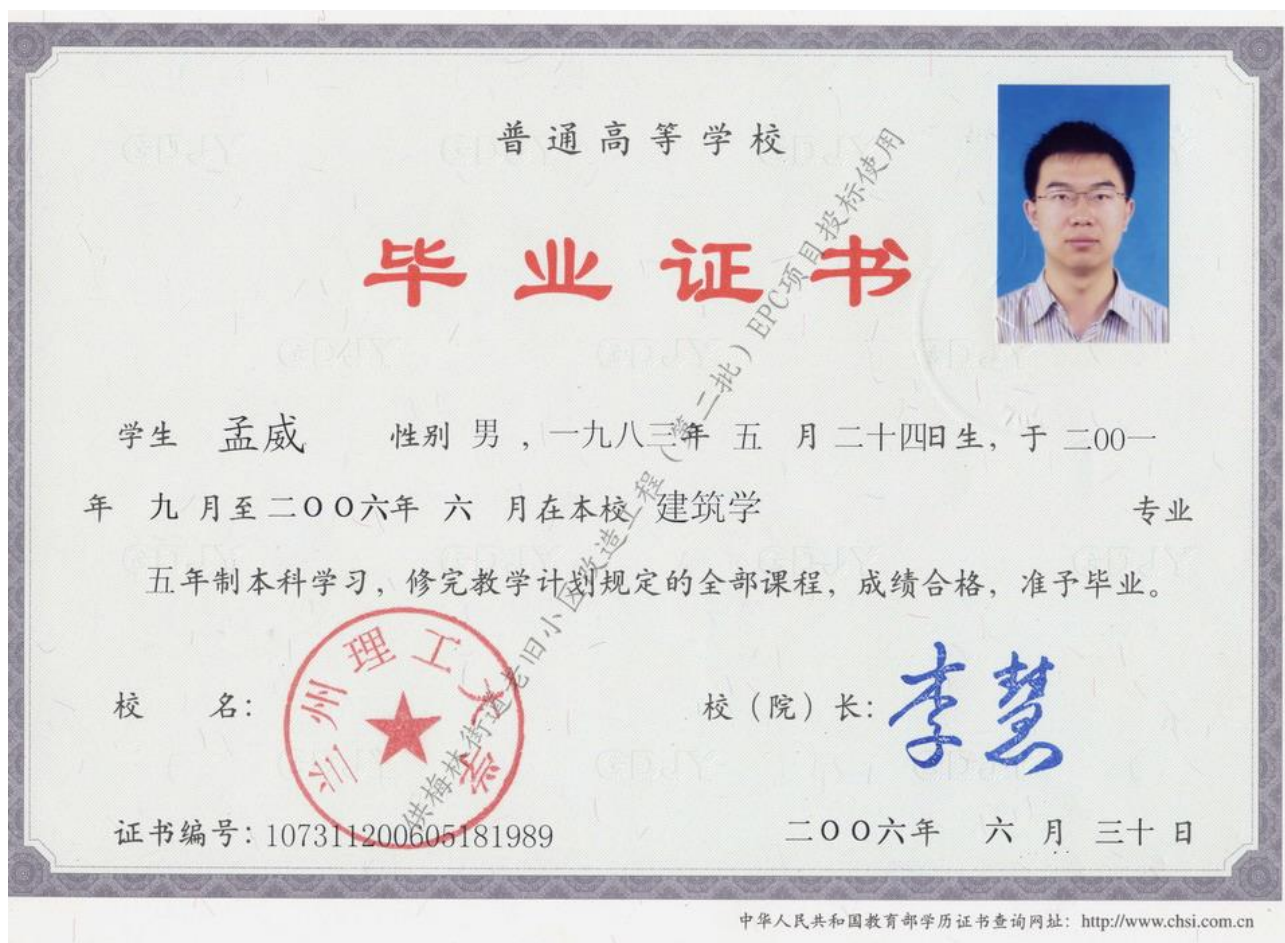 普通高等学校
毕业证书
学生 孟威 性别 男 ，一九八三年 五 月 二十四日生，于 二00一
年 九 月至 二〇〇六年 六 月在本校 建筑学 专业
五年制本科学习，修完教学计划规定的全部课程，成绩合格，准予毕业。
兰州理工大学
校 名： 校（院）长： 李慧
证书编号：107311200605181989 二〇〇六年 六 月 三十 日
供梅林街道老旧小区改造工程（第二批）EPC项目投标使用
中华人民共和国教育部学历证书查询网址：http://www.chsi.com.cn